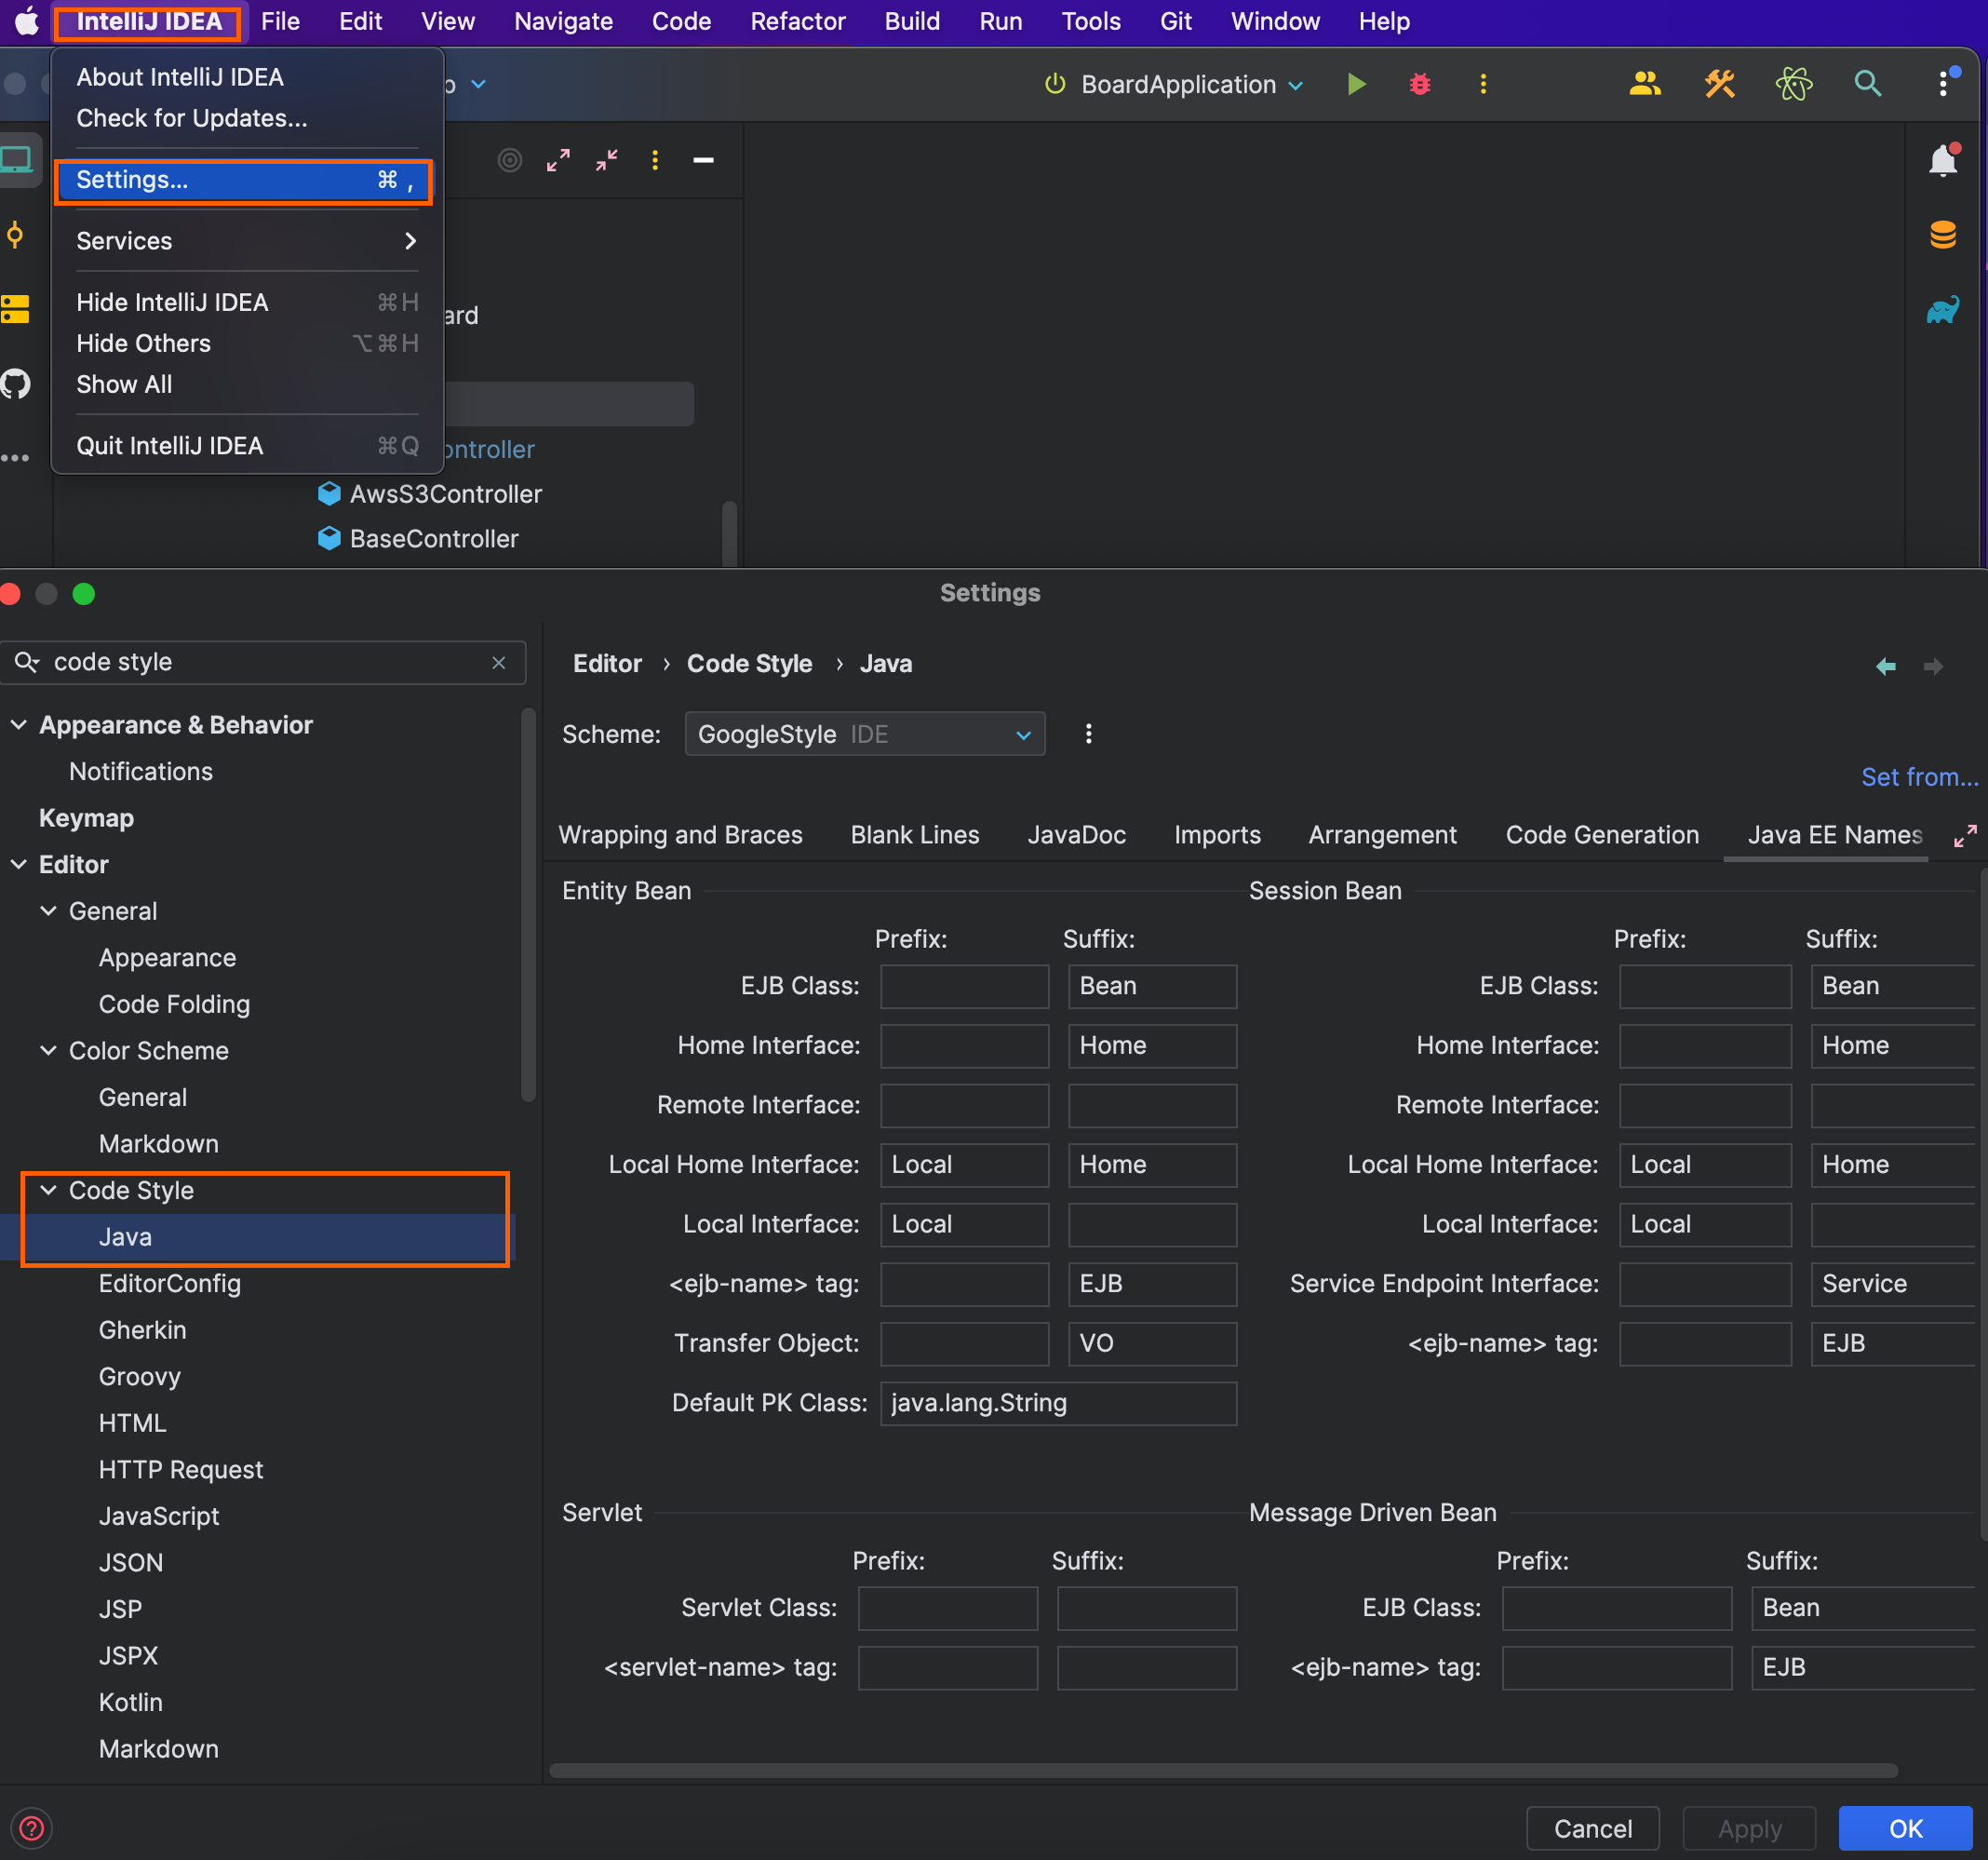 IntelliJ IDEA File Edit View Navigate Code Refactor Build Run Tools Git Window Help
About IntelliJ IDEA
BoardApplication
Check for Updates...
Settings... ⌘ ,
Services
Hide IntelliJ IDEA ⌘H
ard
Hide Others ⌥⌘H
Show All
Quit IntelliJ IDEA ⌘Q
ontroller
AwsS3Controller
BaseController
Settings
code style
Editor › Code Style › Java
Scheme: GoogleStyle IDE
Set from...
Wrapping and Braces Blank Lines JavaDoc Imports Arrangement Code Generation Java EE Names
Appearance & Behavior
Notifications
Keymap
Editor
General
Appearance
Code Folding
Color Scheme
General
Markdown
Code Style
Java
EditorConfig
Gherkin
Groovy
HTML
HTTP Request
JavaScript
JSON
JSP
JSPX
Kotlin
Markdown
Entity Bean
Prefix: Suffix:
EJB Class: Bean
Home Interface: Home
Remote Interface:
Local Home Interface: Local Home
Local Interface: Local
<ejb-name> tag: EJB
Transfer Object: VO
Default PK Class: java.lang.String
Session Bean
Prefix: Suffix:
EJB Class: Bean
Home Interface: Home
Remote Interface:
Local Home Interface: Local Home
Local Interface: Local
Service Endpoint Interface: Service
<ejb-name> tag: EJB
Servlet
Prefix: Suffix:
Servlet Class:
<servlet-name> tag:
Message Driven Bean
Prefix: Suffix:
EJB Class: Bean
<ejb-name> tag: EJB
Cancel Apply OK